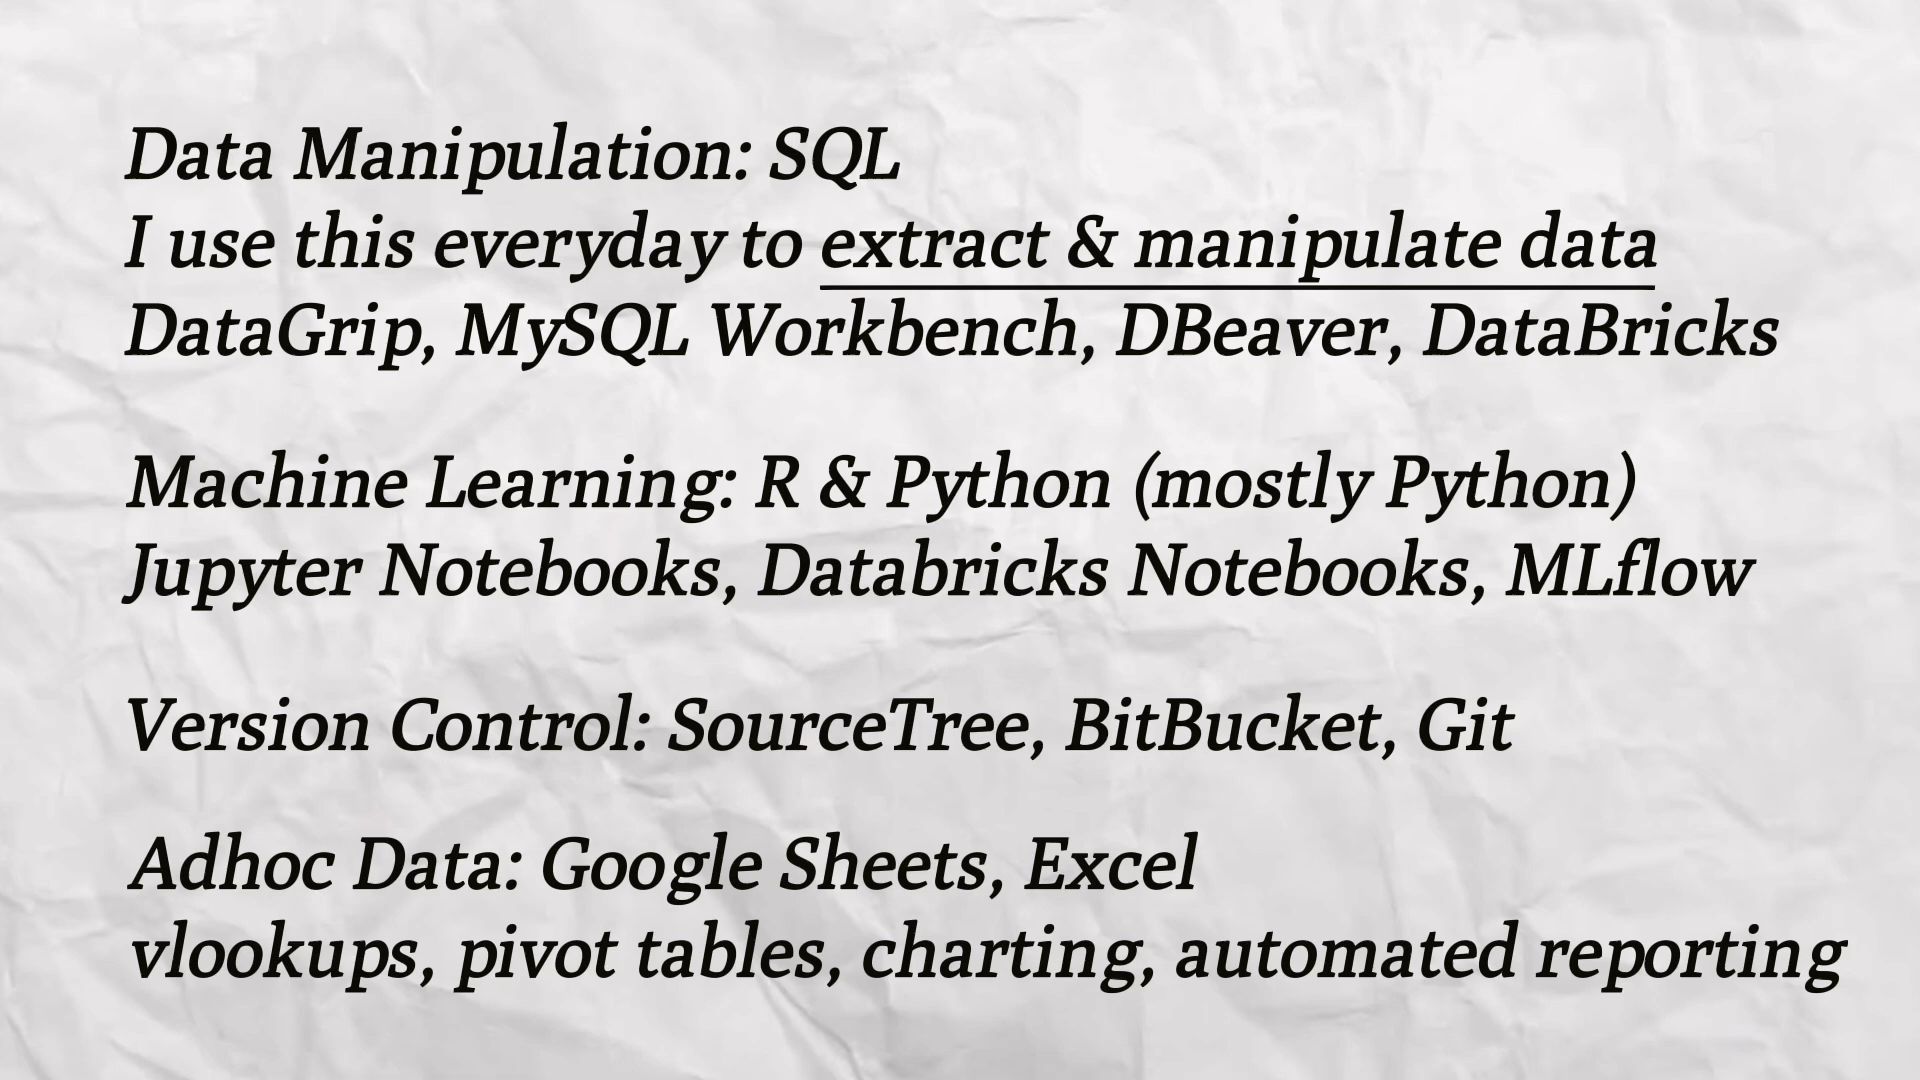 Data Manipulation: SQL
I use this everyday to extract & manipulate data
DataGrip, MySQL Workbench, DBeaver, DataBricks
Machine Learning: R & Python (mostly Python)
Jupyter Notebooks, Databricks Notebooks, MLflow
Version Control: SourceTree, BitBucket, Git
Adhoc Data: Google Sheets, Excel
vlookups, pivot tables, charting, automated reporting